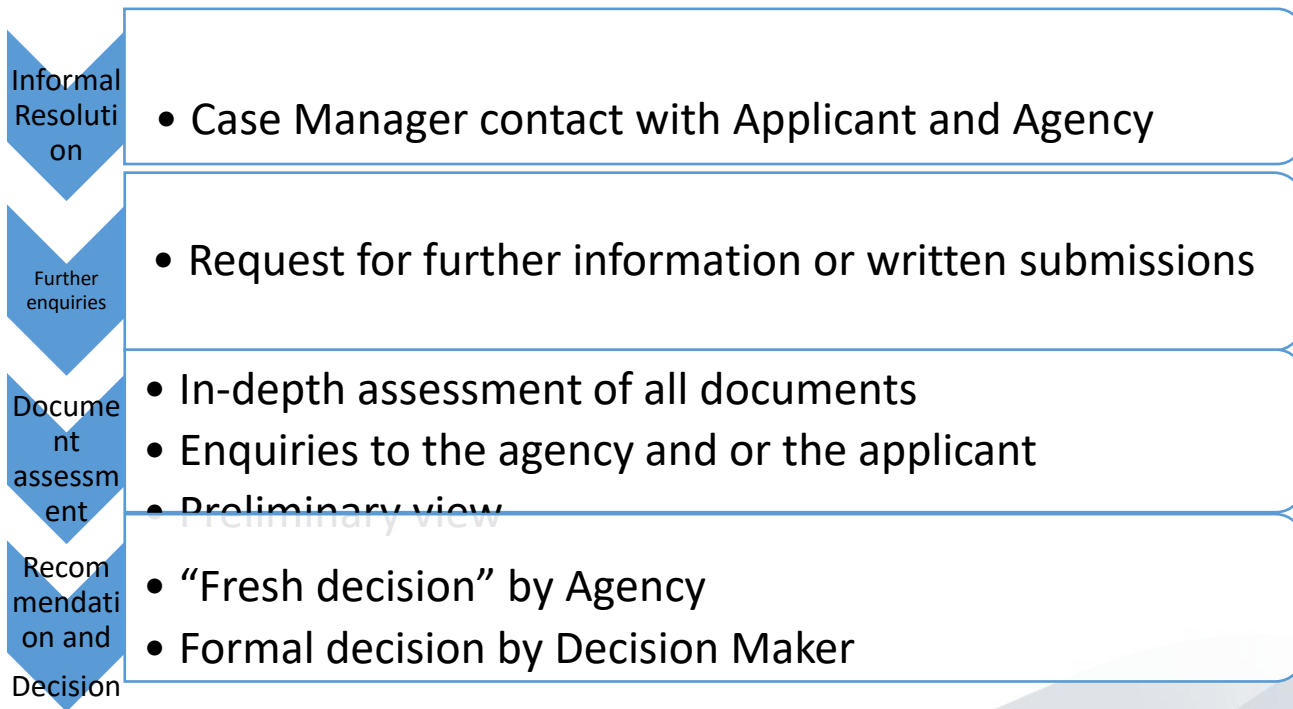 Informal
Resoluti
on
• Case Manager contact with Applicant and Agency
Further
enquiries
• Request for further information or written submissions
Docume
nt
assessm
ent
• In-depth assessment of all documents
• Enquiries to the agency and or the applicant
• Preliminary view
Recom
mendati
on and
Decision
• “Fresh decision” by Agency
• Formal decision by Decision Maker